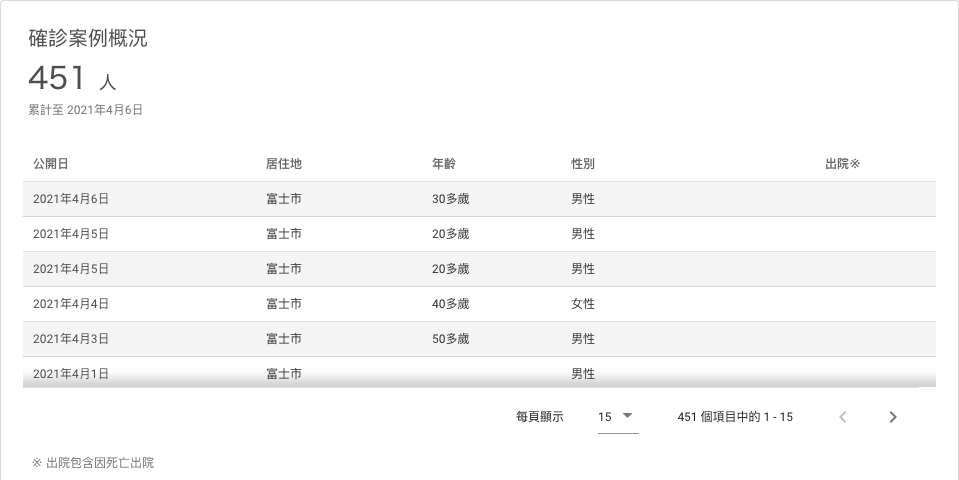 確診案例概況
451 人
累計至 2021年4月6日
公開日 居住地 年齡 性別 出院※
2021年4月6日 富士市 30多歲 男性
2021年4月5日 富士市 20多歲 男性
2021年4月5日 富士市 20多歲 男性
2021年4月4日 富士市 40多歲 女性
2021年4月3日 富士市 50多歲 男性
2021年4月1日 富士市 男性
每頁顯示 15 451 個項目中的 1 - 15
※ 出院包含因死亡出院